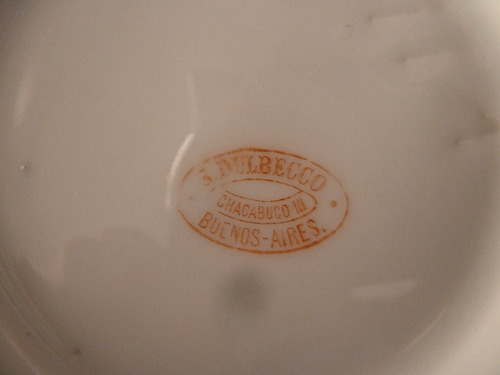 S. DULBECCO
CHACABUCO 111
BUENOS-AIRES.